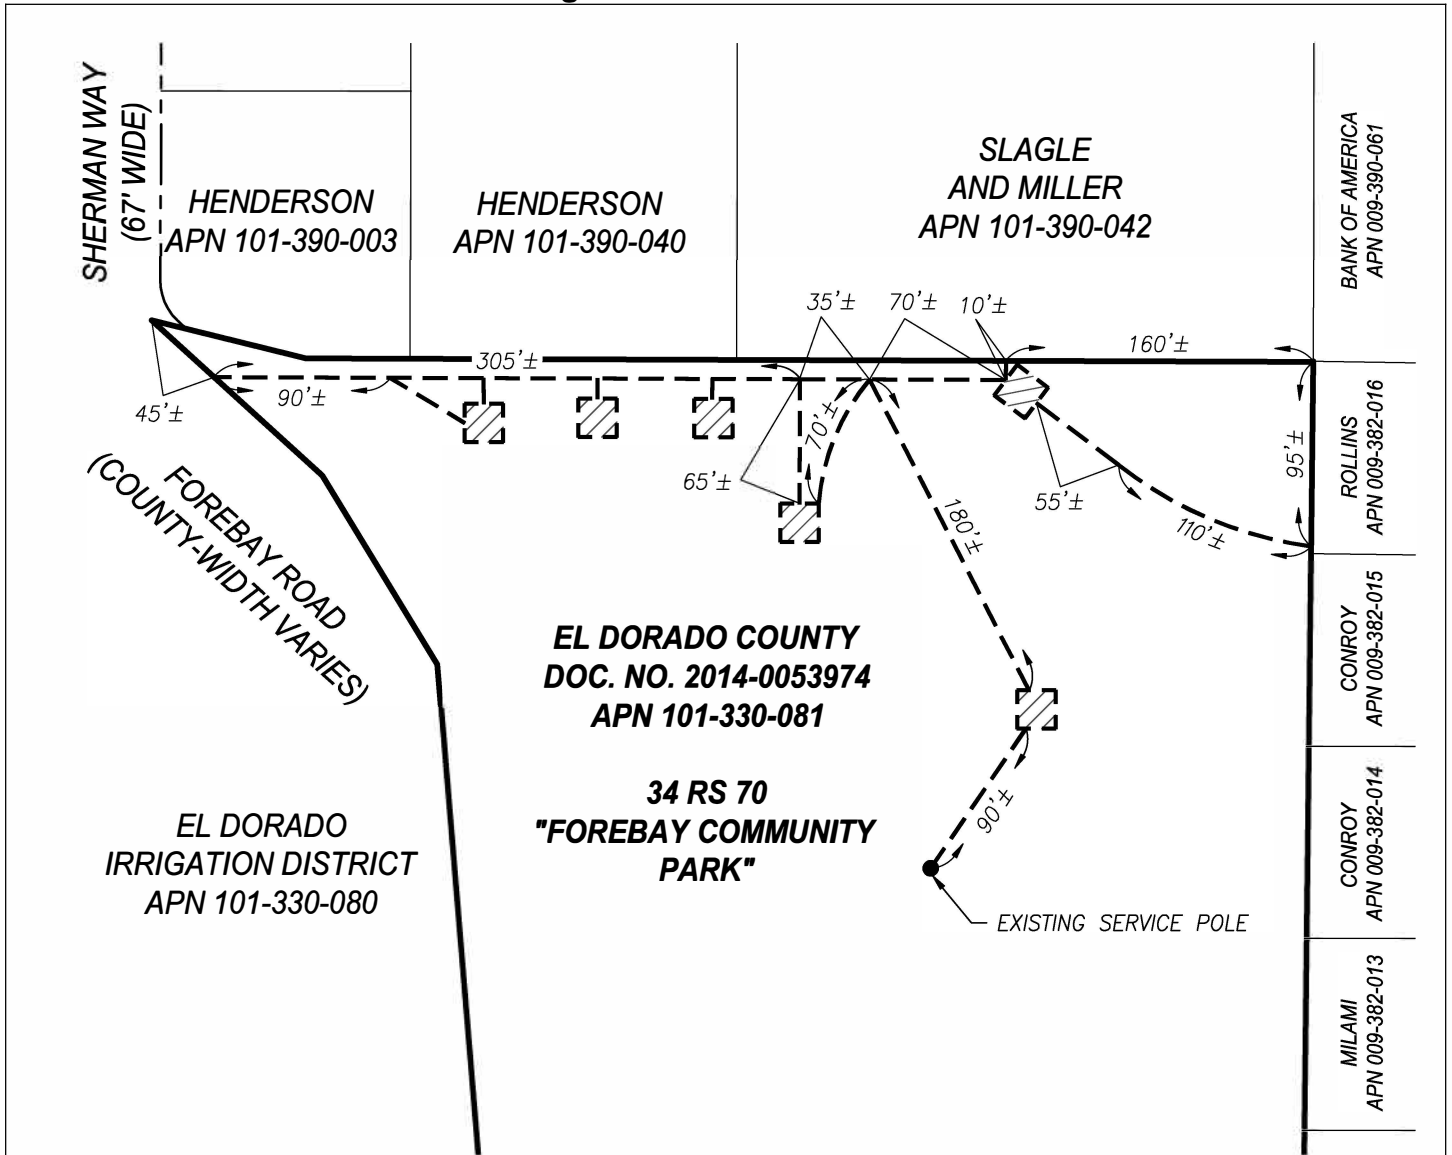 SHERMAN WAY
(67' WIDE)
HENDERSON
APN 101-390-003
HENDERSON
APN 101-390-040
SLAGLE
AND MILLER
APN 101-390-042
BANK OF AMERICA
APN 009-390-061
35'±
70'±
10'±
305'±
160'±
45'±
90'±
70'±
65'±
55'±
95'±
110'±
180'±
ROLLINS
APN 009-382-016
FOREBAY ROAD
(COUNTY-WIDTH VARIES)
EL DORADO COUNTY
DOC. NO. 2014-0053974
APN 101-330-081
34 RS 70
"FOREBAY COMMUNITY
PARK"
CONROY
APN 009-382-015
EL DORADO
IRRIGATION DISTRICT
APN 101-330-080
90'±
EXISTING SERVICE POLE
CONROY
APN 009-382-014
MILAMI
APN 009-382-013